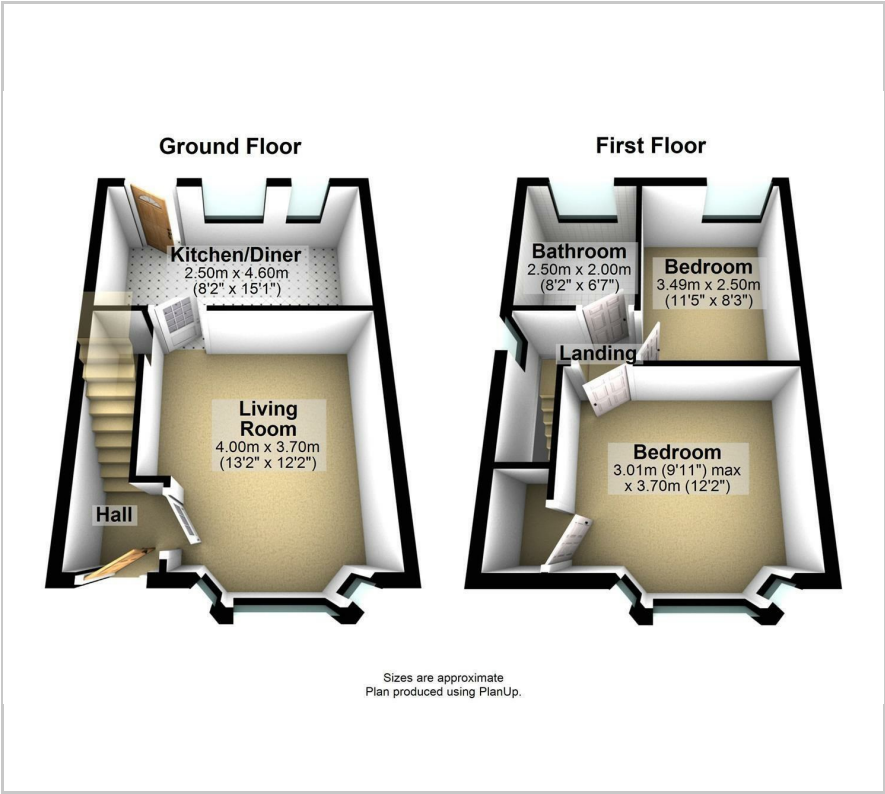 Ground Floor
First Floor
Kitchen/Diner
2.50m x 4.60m
(8'2" x 15'1")
Bathroom
2.50m x 2.00m
(8'2" x 6'7")
Bedroom
3.49m x 2.50m
(11'5" x 8'3")
Landing
Living
Room
4.00m x 3.70m
(13'2" x 12'2")
Bedroom
3.01m (9'11") max
x 3.70m (12'2")
Hall
Sizes are approximate
Plan produced using PlanUp.